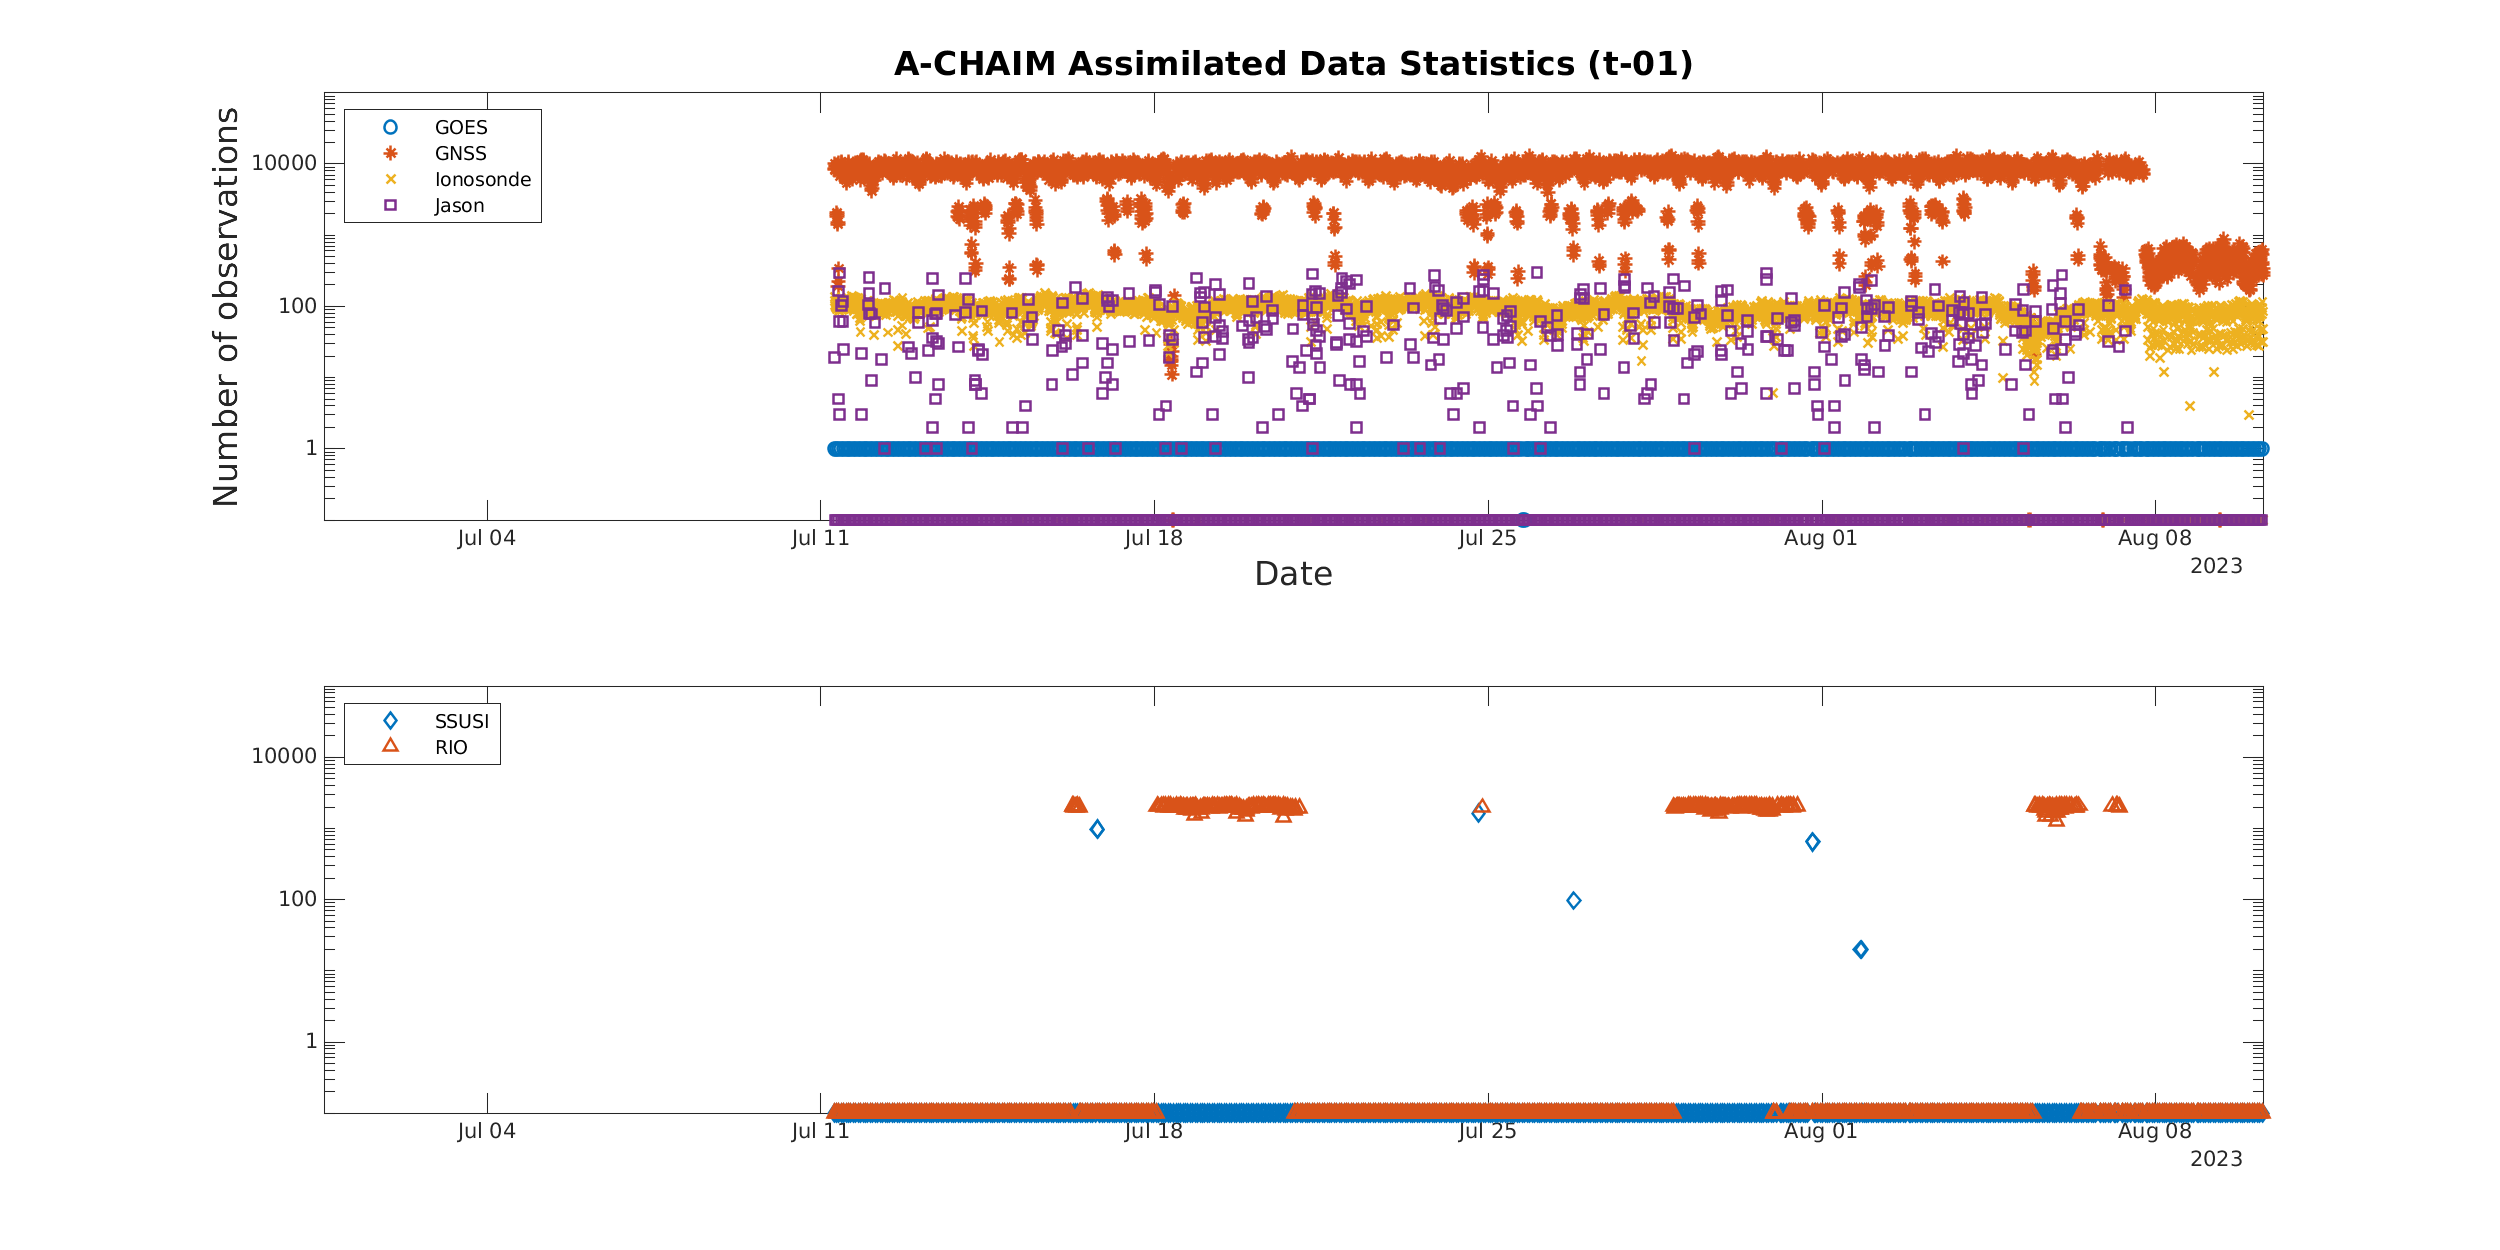 A-CHAIM Assimilated Data Statistics (t-01)
Number of observations
10000
100
1
GOES
GNSS
Ionosonde
Jason
Jul 04 Jul 11 Jul 18 Jul 25 Aug 01 Aug 08
2023
Date
10000
100
1
SSUSI
RIO
Jul 04 Jul 11 Jul 18 Jul 25 Aug 01 Aug 08
2023